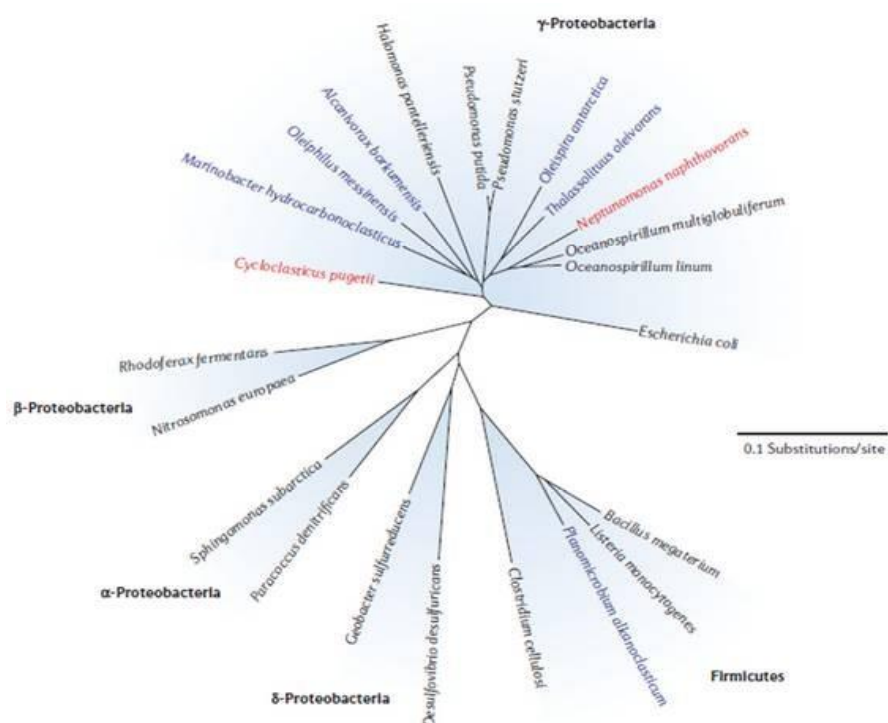 γ-Proteobacteria
Halomonas pantelleriensis
Pseudomonas putida
Pseudomonas stutzeri
Alcanivorax borkumensis
Oleiphilus messinensis
Marinobacter hydrocarbonoclasticus
Cycloclasticus pugetii
Oleispira antarctica
Thalassolituus oleivorans
Neptunomonas naphthovorans
Oceanospirillum multiglobuliferum
Oceanospirillum linum
Escherichia coli
Rhodoferax fermentans
Nitrosomonas europaea
β-Proteobacteria
0.1 Substitutions/site
Sphingomonas subarctica
Paracoccus denitrificans
α-Proteobacteria
Geobacter sulfurreducens
Desulfovibrio desulfuricans
δ-Proteobacteria
Clostridium cellulosi
Planomicrobium alkanoclasticum
Listeria monocytogenes
Bacillus megaterium
Firmicutes